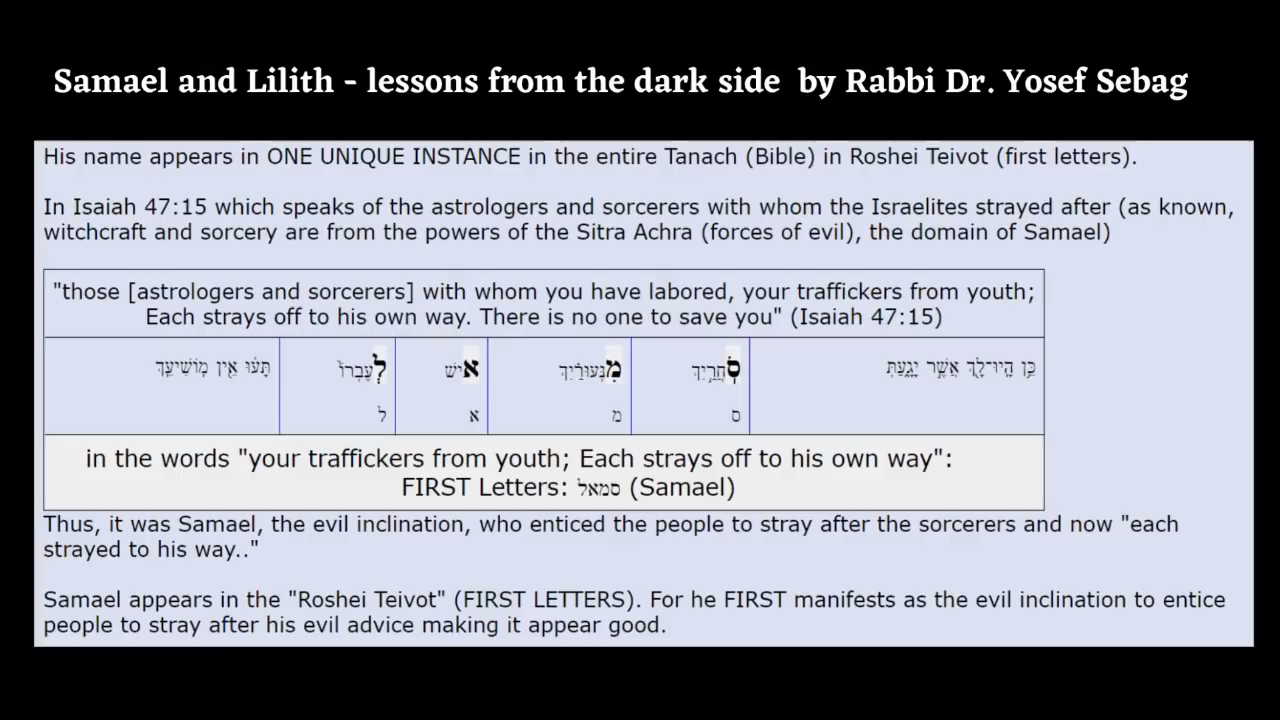 Samael and Lilith - lessons from the dark side by Rabbi Dr. Yosef Sebag
His name appears in ONE UNIQUE INSTANCE in the entire Tanach (Bible) in Roshei Teivot (first letters).
In Isaiah 47:15 which speaks of the astrologers and sorcerers with whom the Israelites strayed after (as known,
witchcraft and sorcery are from the powers of the Sitra Achra (forces of evil), the domain of Samael)
"those [astrologers and sorcerers] with whom you have labored, your traffickers from youth;
Each strays off to his own way. There is no one to save you" (Isaiah 47:15)
כֵּ֥ן הָֽיוּ־לָ֖ךְ אֲשֶׁ֣ר יָגָ֑עַתְּ סֹחֲרַ֣יִךְ מִנְּעוּרַ֗יִךְ אִישׁ לְעֶבְרוֹ֙ תָּע֔וּ אֵ֖ין מוֹשִׁיעֵֽךְ
ס מ א ל
in the words "your traffickers from youth; Each strays off to his own way":
FIRST Letters: סמאל (Samael)
Thus, it was Samael, the evil inclination, who enticed the people to stray after the sorcerers and now "each
strayed to his way.."
Samael appears in the "Roshei Teivot" (FIRST LETTERS). For he FIRST manifests as the evil inclination to entice
people to stray after his evil advice making it appear good.